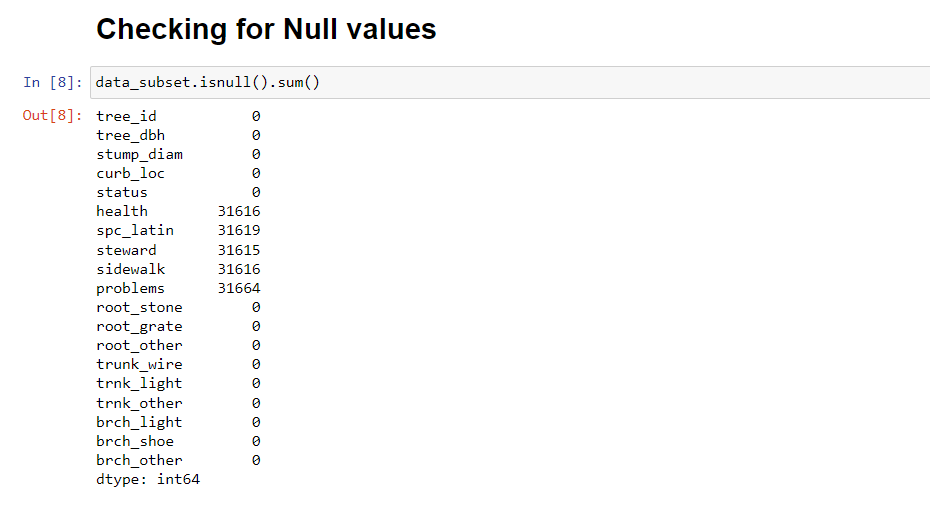 Checking for Null values
In [8]: data_subset.isnull().sum()
Out[8]: tree_id 0
tree_dbh 0
stump_diam 0
curb_loc 0
status 0
health 31616
spc_latin 31619
steward 31615
sidewalk 31616
problems 31664
root_stone 0
root_grate 0
root_other 0
trunk_wire 0
trnk_light 0
trnk_other 0
brch_light 0
brch_shoe 0
brch_other 0
dtype: int64